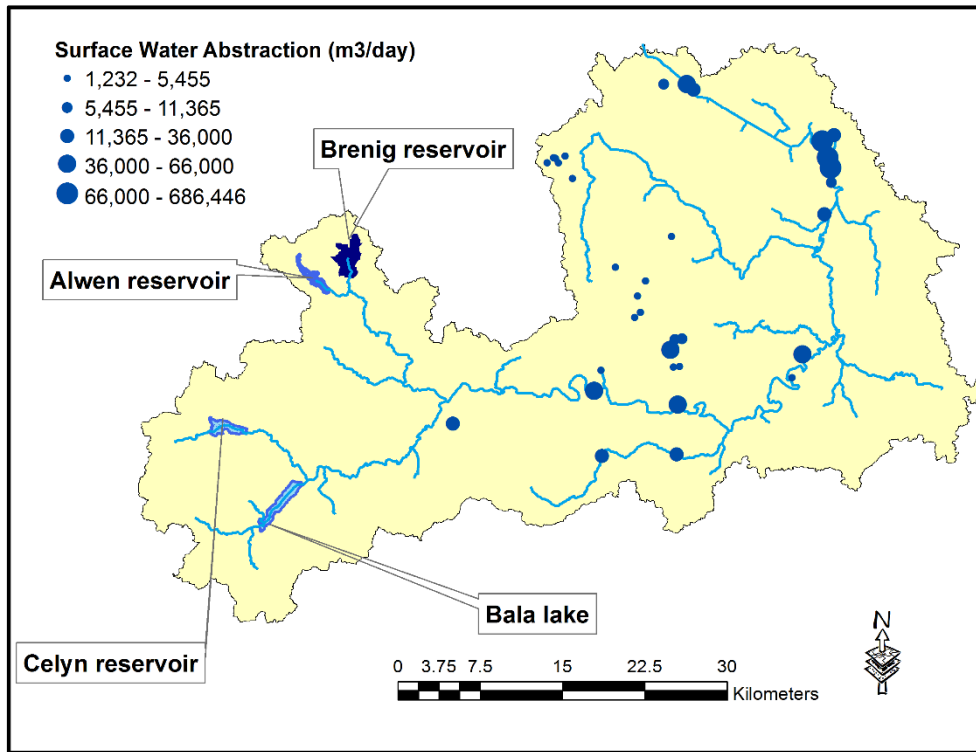 Surface Water Abstraction (m3/day)
1,232 - 5,455
5,455 - 11,365
11,365 - 36,000
36,000 - 66,000
66,000 - 686,446
Brenig reservoir
Alwen reservoir
Bala lake
Celyn reservoir
N
0 3.75 7.5 15 22.5 30
Kilometers